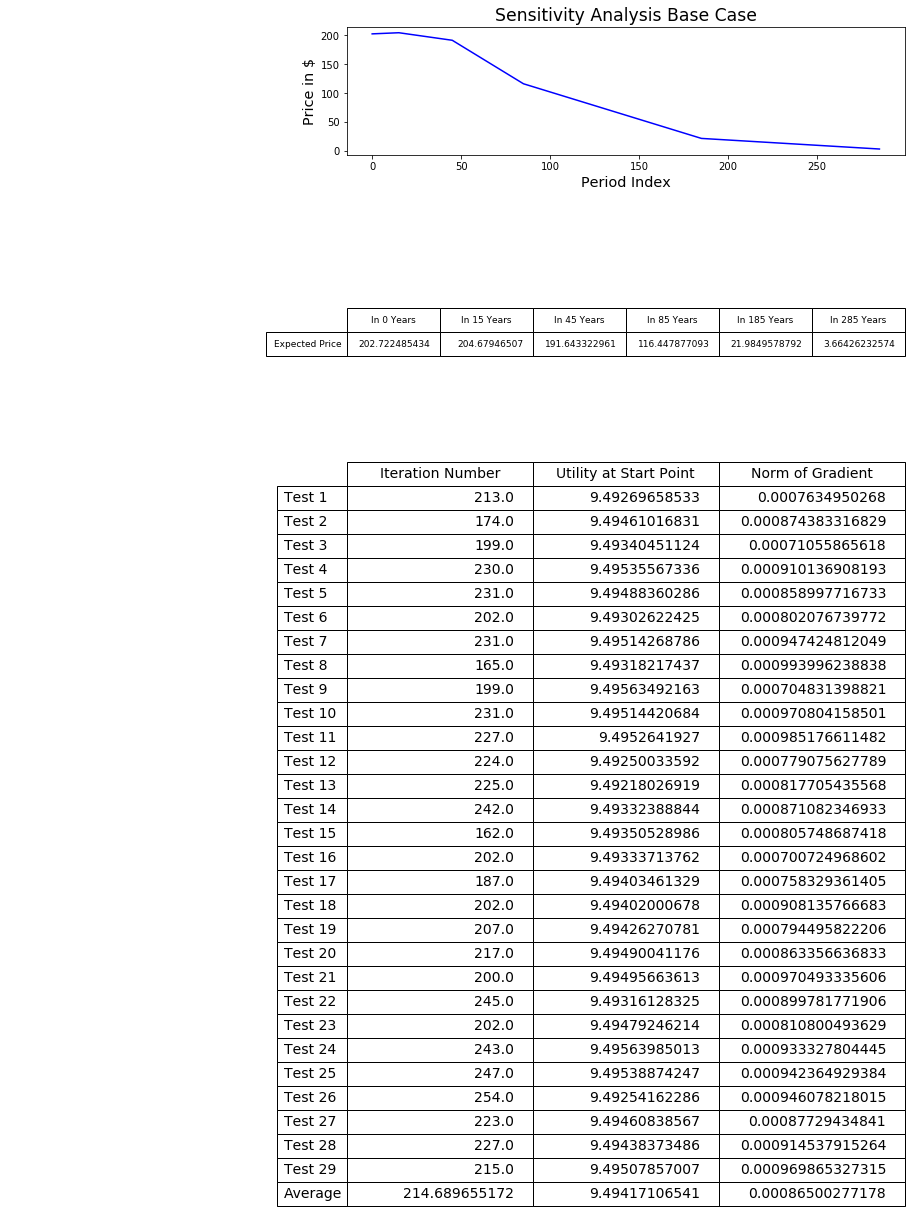 Sensitivity Analysis Base Case
Price in $
200
150
100
50
0
0 50 100 150 200 250
Period Index
In 0 Years In 15 Years In 45 Years In 85 Years In 185 Years In 285 Years
Expected Price 202.722485434 204.67946507 191.643322961 116.447877093 21.9849578792 3.66426232574
Iteration Number Utility at Start Point Norm of Gradient
Test 1 213.0 9.49269658533 0.0007634950268
Test 2 174.0 9.49461016831 0.000874383316829
Test 3 199.0 9.49340451124 0.00071055865618
Test 4 230.0 9.49535567336 0.000910136908193
Test 5 231.0 9.49488360286 0.000858997716733
Test 6 202.0 9.49302622425 0.000802076739772
Test 7 231.0 9.49514268786 0.000947424812049
Test 8 165.0 9.49318217437 0.000993996238838
Test 9 199.0 9.49563492163 0.000704831398821
Test 10 231.0 9.49514420684 0.000970804158501
Test 11 227.0 9.4952641927 0.000985176611482
Test 12 224.0 9.49250033592 0.000779075627789
Test 13 225.0 9.49218026919 0.000817705435568
Test 14 242.0 9.49332388844 0.000871082346933
Test 15 162.0 9.49350528986 0.000805748687418
Test 16 202.0 9.49333713762 0.000700724968602
Test 17 187.0 9.49403461329 0.000758329361405
Test 18 202.0 9.49402000678 0.000908135766683
Test 19 207.0 9.49426270781 0.000794495822206
Test 20 217.0 9.49490041176 0.000863356636833
Test 21 200.0 9.49495663613 0.000970493335606
Test 22 245.0 9.49316128325 0.000899781771906
Test 23 202.0 9.49479246214 0.000810800493629
Test 24 243.0 9.49563985013 0.000933327804445
Test 25 247.0 9.49538874247 0.000942364929384
Test 26 254.0 9.49254162286 0.000946078218015
Test 27 223.0 9.49460838567 0.00087729434841
Test 28 227.0 9.49438373486 0.000914537915264
Test 29 215.0 9.49507857007 0.000969865327315
Average 214.689655172 9.49417106541 0.00086500277178